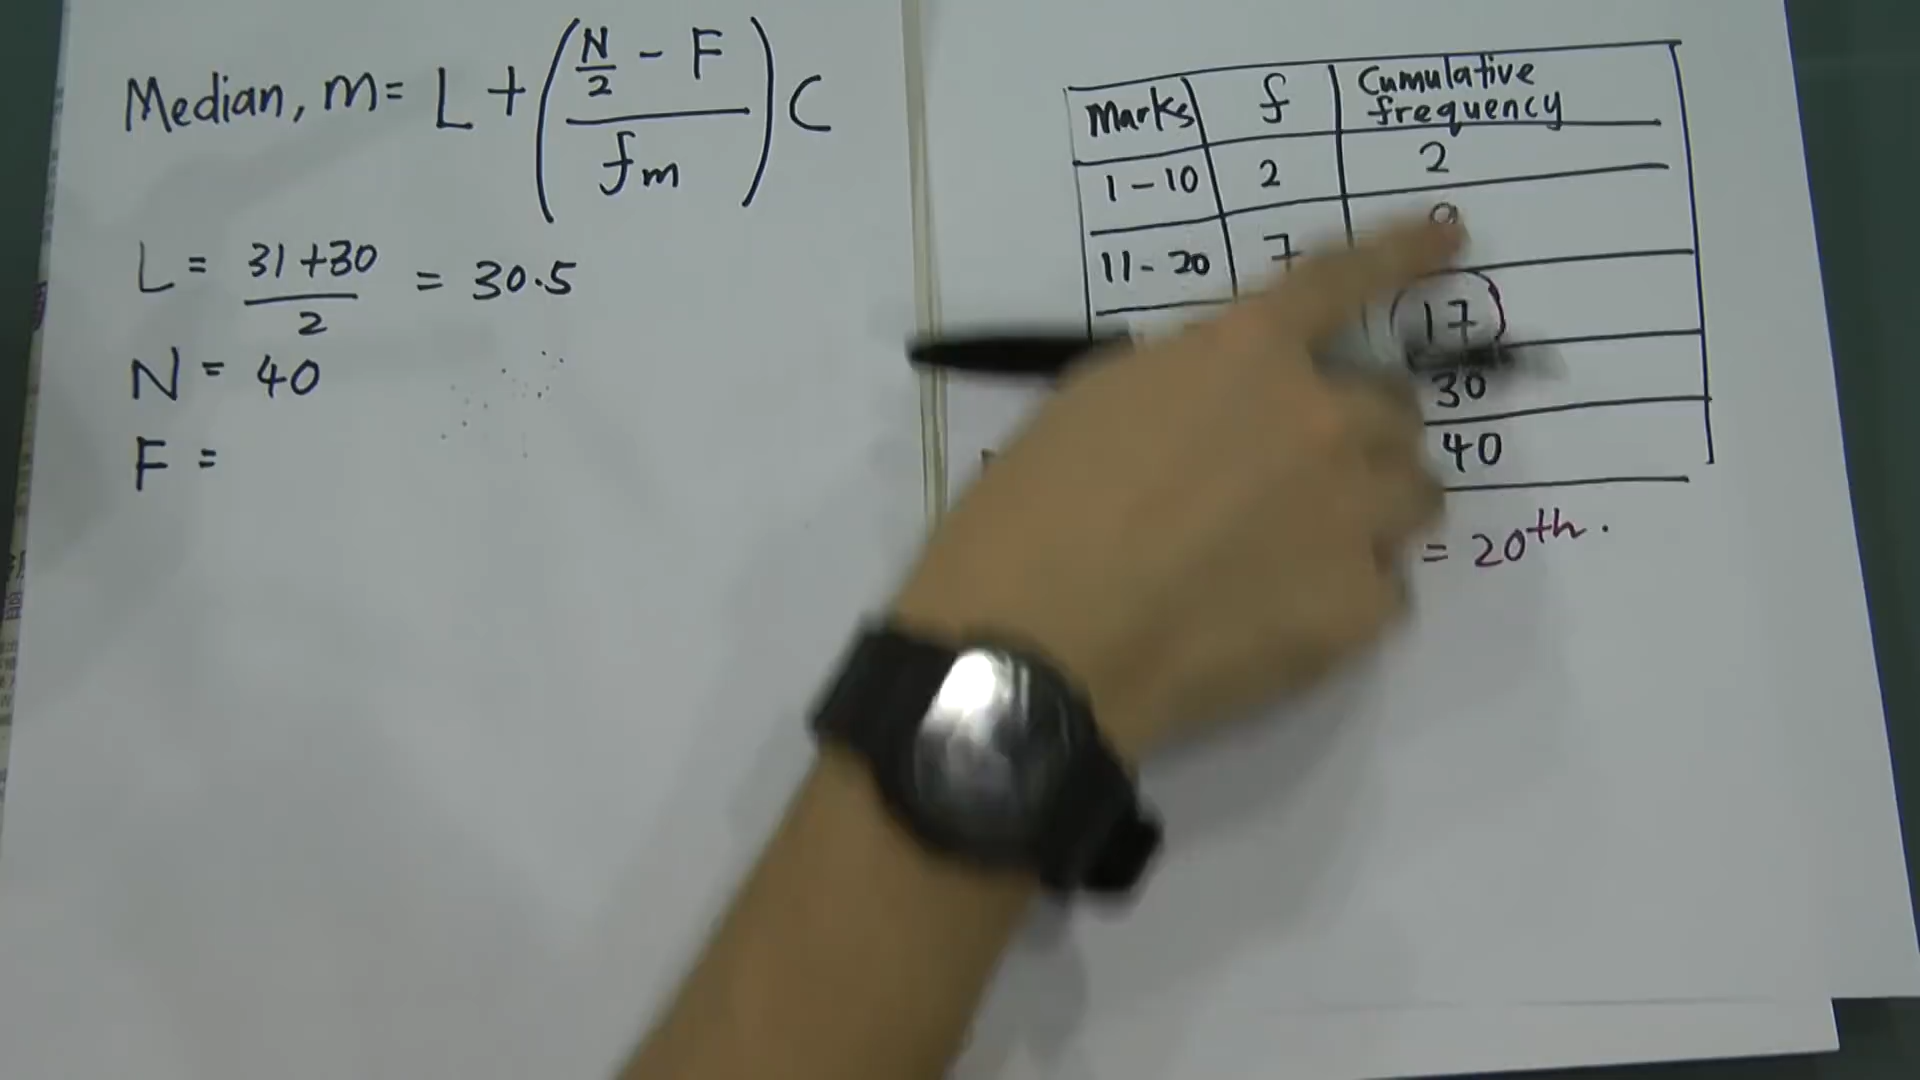 Median, m = L + ( (N/2 - F) / fm ) C
L = (31+30) / 2 = 30.5
N = 40
F =
Marks f Cumulative frequency
1-10 2 2
11-20 7 9
17
30
40
= 20th.